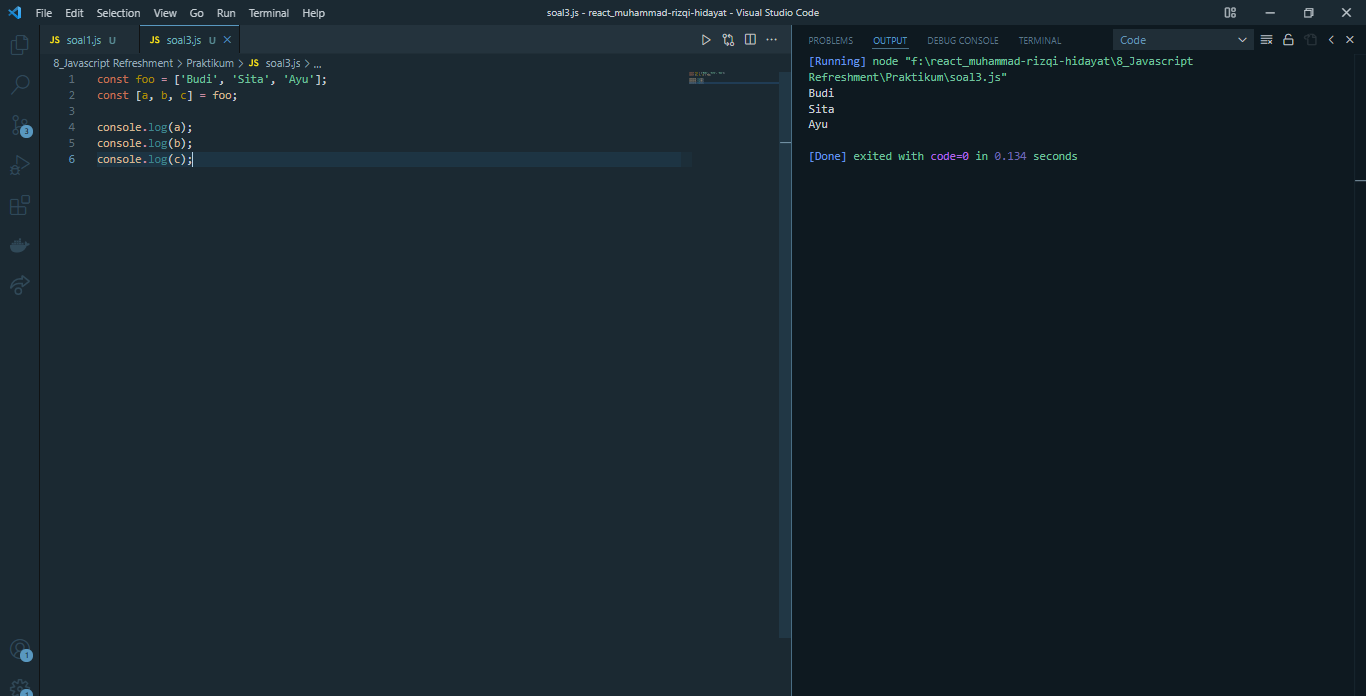 File Edit Selection View Go Run Terminal Help
soal3.js - react_muhammad-rizqi-hidayat - Visual Studio Code
JS soal1.js U
JS soal3.js U
8_Javascript Refreshment > Praktikum > JS soal3.js > ...
1 const foo = ['Budi', 'Sita', 'Ayu'];
2 const [a, b, c] = foo;
3
4 console.log(a);
5 console.log(b);
6 console.log(c);
3
1
1
PROBLEMS OUTPUT DEBUG CONSOLE TERMINAL
Code
[Running] node "f:\react_muhammad-rizqi-hidayat\8_Javascript
Refreshment\Praktikum\soal3.js"
Budi
Sita
Ayu
[Done] exited with code=0 in 0.134 seconds